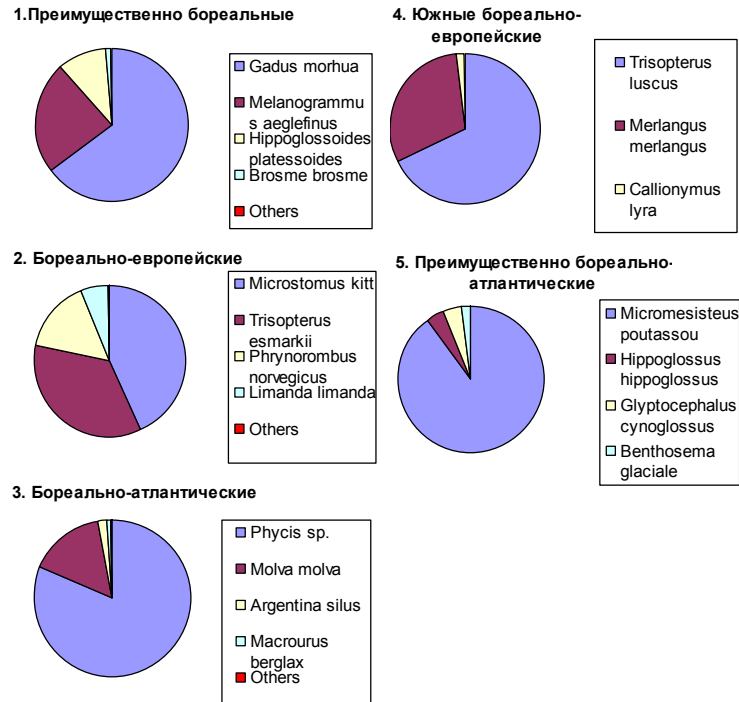 1.Преимущественно бореальные
Gadus morhua
Melanogrammu
s aeglefinus
Hippoglossoides
platessoides
Brosme brosme
Others
2. Бореально-европейские
Microstomus kitt
Trisopterus
esmarkii
Phrynorombus
norvegicus
Limanda limanda
Others
3. Бореально-атлантические
Phycis sp.
Molva molva
Argentina silus
Macrourus
berglax
Others
4. Южные бореально-
европейские
Trisopterus
luscus
Merlangus
merlangus
Callionymus
lyra
5. Преимущественно бореально-
атлантические
Micromesisteus
poutassou
Hippoglossus
hippoglossus
Glyptocephalus
cynoglossus
Benthosema
glaciale